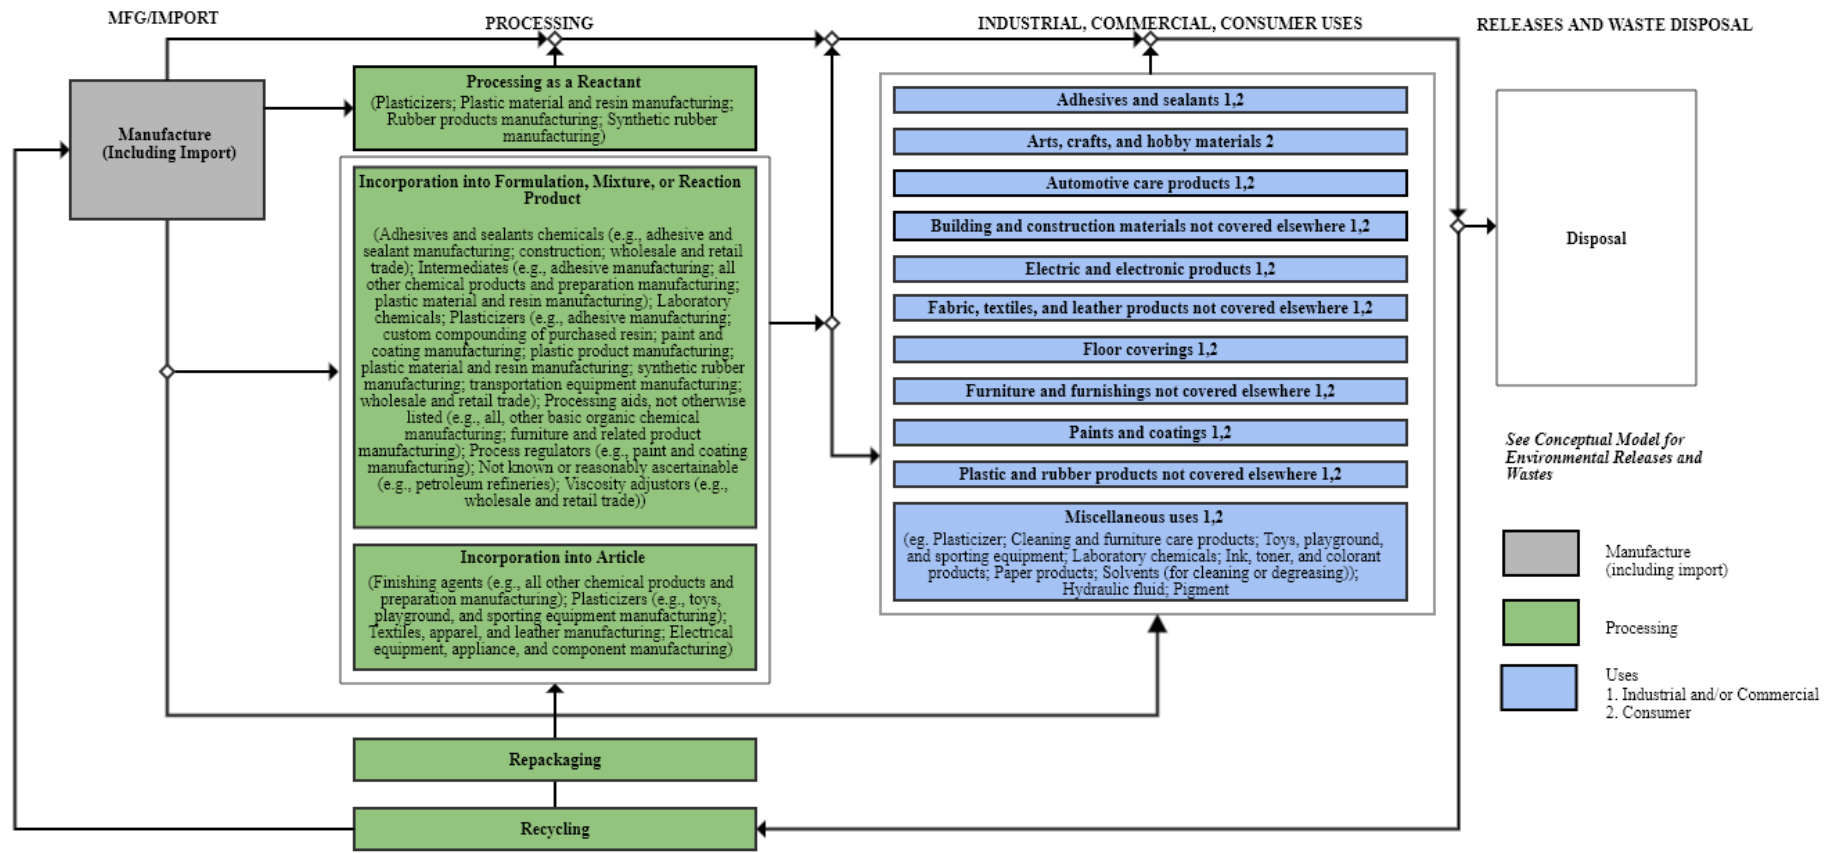 MFG/IMPORT
PROCESSING
INDUSTRIAL, COMMERCIAL, CONSUMER USES
RELEASES AND WASTE DISPOSAL
Manufacture
(Including Import)
Processing as a Reactant
(Plasticizers; Plastic material and resin manufacturing;
Rubber products manufacturing; Synthetic rubber
manufacturing)
Incorporation into Formulation, Mixture, or Reaction
Product
(Adhesives and sealants chemicals (e.g., adhesive and
sealant manufacturing; construction; wholesale and retail
trade); Intermediates (e.g., adhesive manufacturing; all
other chemical products and preparation manufacturing;
plastic material and resin manufacturing); Laboratory
chemicals; Plasticizers (e.g., adhesive manufacturing;
custom compounding of purchased resin; paint and
coating manufacturing; plastic product manufacturing;
plastic material and resin manufacturing; synthetic rubber
manufacturing; transportation equipment manufacturing;
wholesale and retail trade); Processing aids, not otherwise
listed (e.g., all, other basic organic chemical
manufacturing; furniture and related product
manufacturing); Process regulators (e.g., paint and coating
manufacturing); Not known or reasonably ascertainable
(e.g., petroleum refineries); Viscosity adjustors (e.g.,
wholesale and retail trade))
Incorporation into Article
(Finishing agents (e.g., all other chemical products and
preparation manufacturing); Plasticizers (e.g., toys,
playground, and sporting equipment manufacturing);
Textiles, apparel, and leather manufacturing; Electrical
equipment, appliance, and component manufacturing)
Repackaging
Recycling
Adhesives and sealants 1,2
Arts, crafts, and hobby materials 2
Automotive care products 1,2
Building and construction materials not covered elsewhere 1,2
Electric and electronic products 1,2
Fabric, textiles, and leather products not covered elsewhere 1,2
Floor coverings 1,2
Furniture and furnishings not covered elsewhere 1,2
Paints and coatings 1,2
Plastic and rubber products not covered elsewhere 1,2
Miscellaneous uses 1,2
(eg. Plasticizer; Cleaning and furniture care products; Toys, playground,
and sporting equipment; Laboratory chemicals; Ink, toner, and colorant
products; Paper products; Solvents (for cleaning or degreasing));
Hydraulic fluid; Pigment
Disposal
See Conceptual Model for
Environmental Releases and
Wastes
Manufacture
(including import)
Processing
Uses
1. Industrial and/or Commercial
2. Consumer